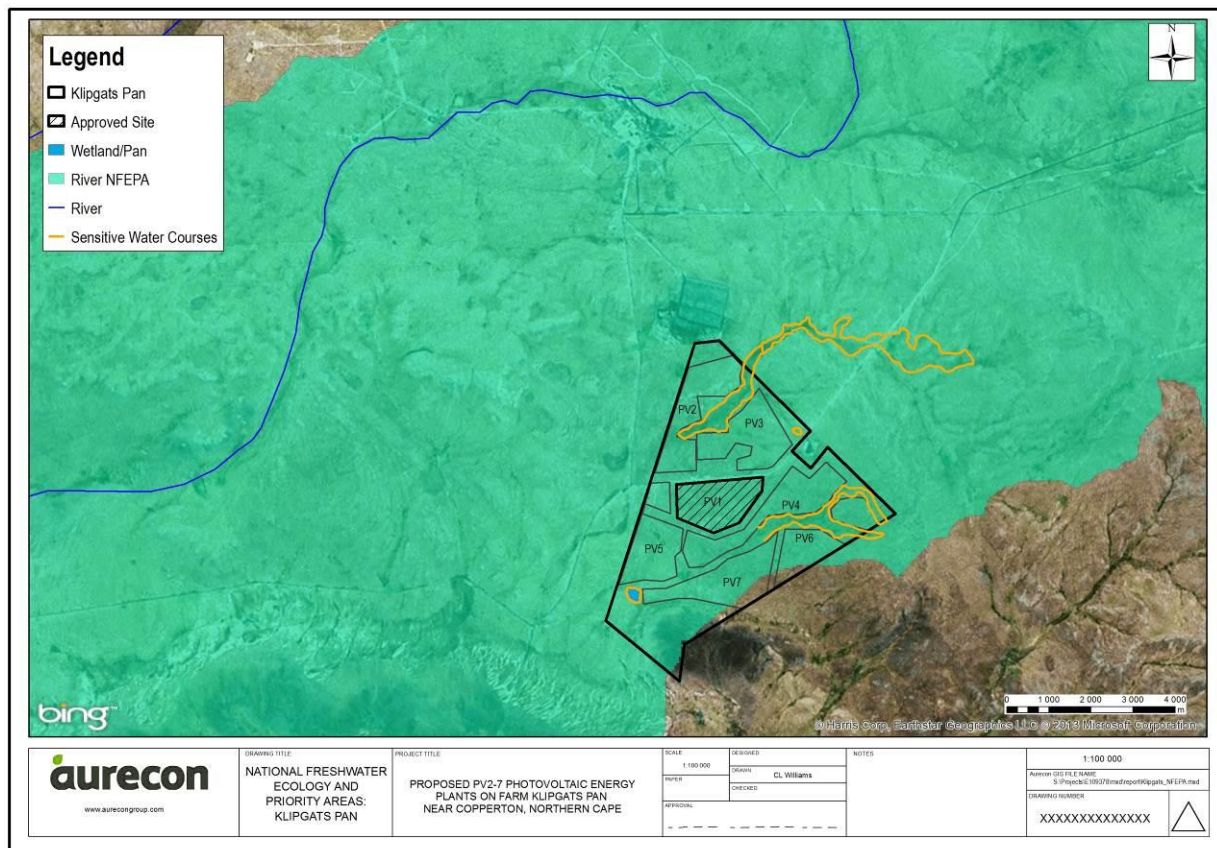 Legend
Klipgats Pan
Approved Site
Wetland/Pan
River NFEPA
River
Sensitive Water Courses
N
PV2
PV3
PV1
PV4
PV5
PV6
PV7
bing™
0 1 000 2 000 3 000 4 000
m
© Harris Corp, Earthstar Geographics LLC © 2013 Microsoft Corporation
aurecon
www.aurecongroup.com
DRAWING TITLE
NATIONAL FRESHWATER
ECOLOGY AND
PRIORITY AREAS:
KLIPGATS PAN
PROJECT TITLE
PROPOSED PV2-7 PHOTOVOLTAIC ENERGY
PLANTS ON FARM KLIPGATS PAN
NEAR COPPERTON, NORTHERN CAPE
SCALE
1:100 000
PAPER
APPROVAL
DESIGNED
DRAWN
CL Williams
CHECKED
NOTES
1:100 000
Aurecon GIS FILE NAME
DRAWING NUMBER
XXXXXXXXXXXXXX